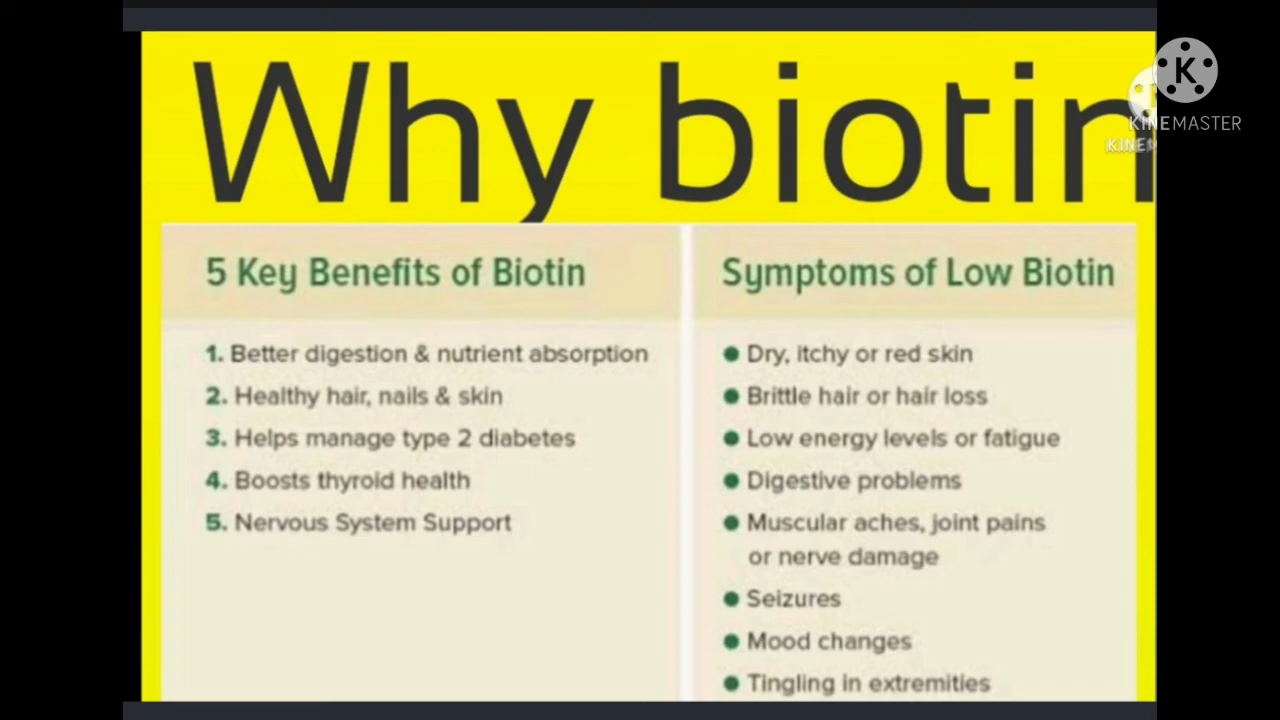 Why biotin
5 Key Benefits of Biotin
1. Better digestion & nutrient absorption
2. Healthy hair, nails & skin
3. Helps manage type 2 diabetes
4. Boosts thyroid health
5. Nervous System Support
Symptoms of Low Biotin
● Dry, itchy or red skin
● Brittle hair or hair loss
● Low energy levels or fatigue
● Digestive problems
● Muscular aches, joint pains
or nerve damage
● Seizures
● Mood changes
● Tingling in extremities
K
KINEMASTER